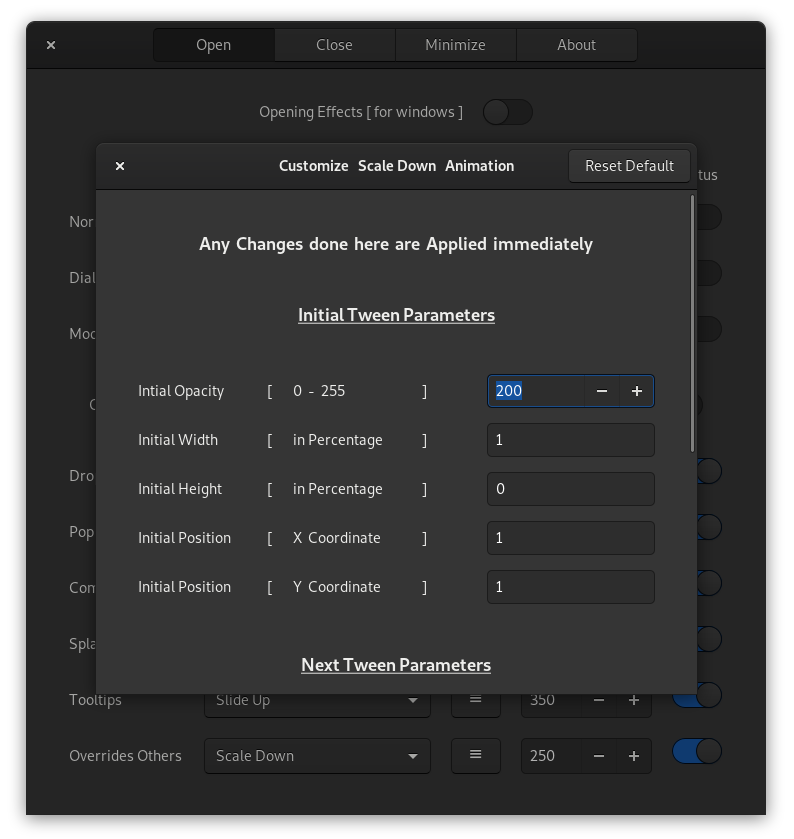 Open Close Minimize About
Opening Effects [ for windows ]
Customize Scale Down Animation Reset Default
tus
Any Changes done here are Applied immediately
Nor
Dial
Initial Tween Parameters
Moc
Intial Opacity [ 0 - 255 ] 200 − +
Initial Width [ in Percentage ] 1
Initial Height [ in Percentage ] 0
Dro
Pop
Initial Position [ X Coordinate ] 1
Com
Initial Position [ Y Coordinate ] 1
Spla
Next Tween Parameters
Tooltips Slide Up 350 − +
Overrides Others Scale Down 250 − +